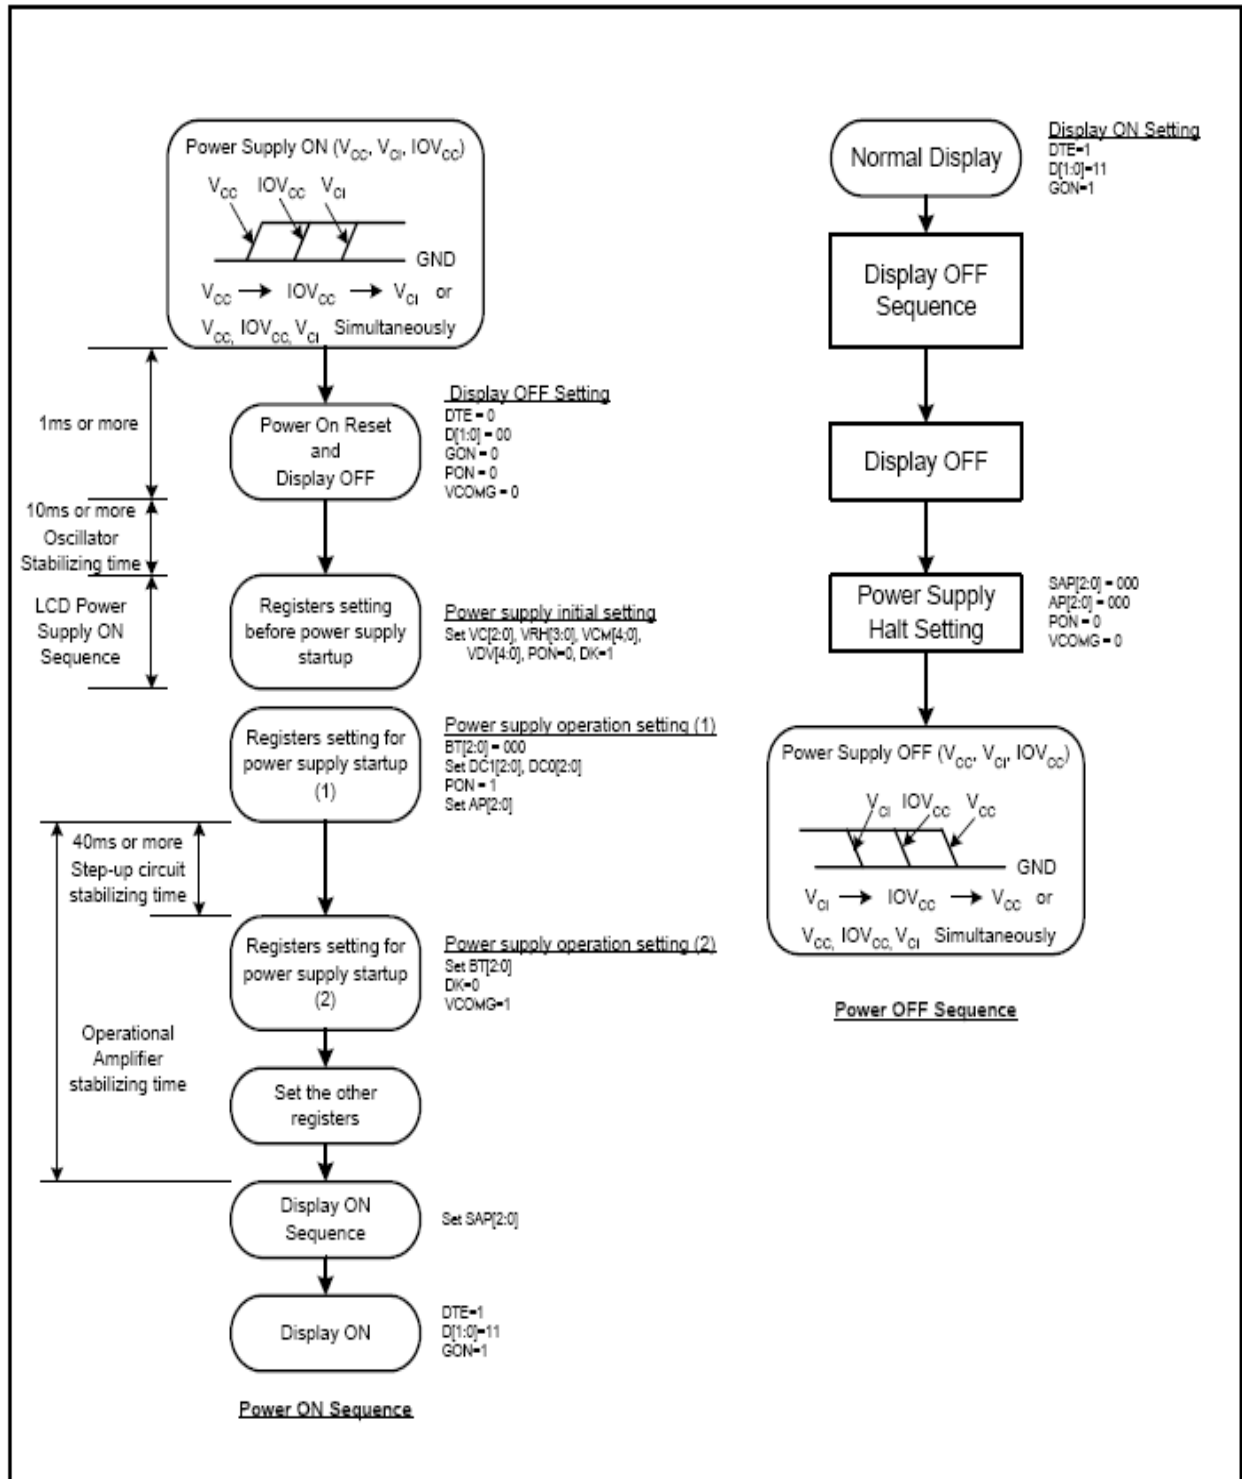 Power Supply ON (VCC, VCI, IOVCC)
VCC IOVCC VCI
GND
VCC → IOVCC → VCI or
VCC, IOVCC, VCI Simultaneously
1ms or more
Power On Reset
and
Display OFF
Display OFF Setting
DTE = 0
D[1:0] = 00
GON = 0
PON = 0
VCOMG = 0
10ms or more
Oscillator
Stabilizing time
LCD Power
Supply ON
Sequence
Registers setting
before power supply
startup
Power supply initial setting
Set VC[2:0], VRH[3:0], VCM[4;0],
VDV[4:0], PON=0, DK=1
Registers setting for
power supply startup
(1)
Power supply operation setting (1)
BT[2:0] = 000
Set DC1[2:0], DC0[2:0]
PON = 1
Set AP[2:0]
40ms or more
Step-up circuit
stabilizing time
Registers setting for
power supply startup
(2)
Power supply operation setting (2)
Set BT[2:0]
DK=0
VCOMG=1
Operational
Amplifier
stabilizing time
Set the other
registers
Display ON
Sequence
Set SAP[2:0]
Display ON
DTE=1
D[1:0]=11
GON=1
Power ON Sequence
Normal Display
Display ON Setting
DTE=1
D[1:0]=11
GON=1
Display OFF
Sequence
Display OFF
Power Supply
Halt Setting
SAP[2:0] = 000
AP[2:0] = 000
PON = 0
VCOMG = 0
Power Supply OFF (VCC, VCI, IOVCC)
VCI IOVCC VCC
GND
VCI → IOVCC → VCC or
VCC, IOVCC, VCI Simultaneously
Power OFF Sequence